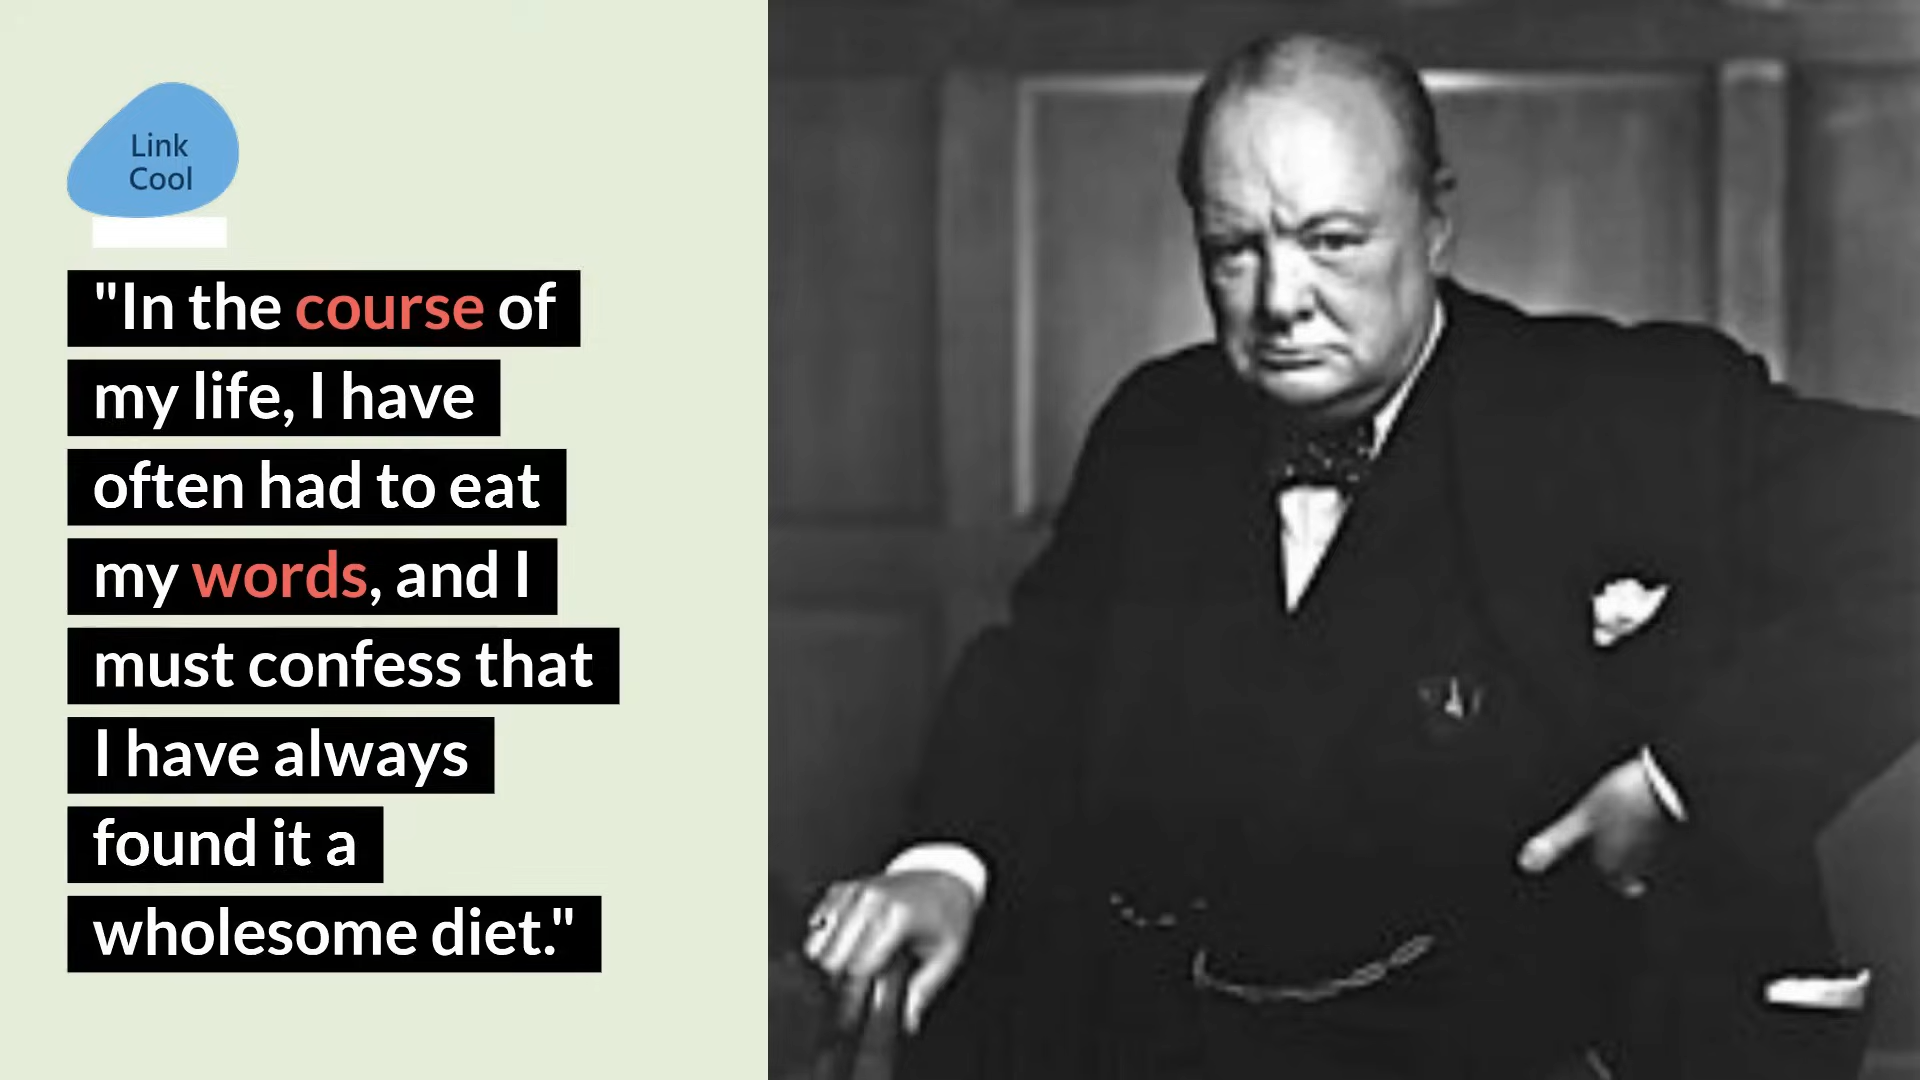 Link
Cool
"In the course of
my life, I have
often had to eat
my words, and I
must confess that
I have always
found it a
wholesome diet."